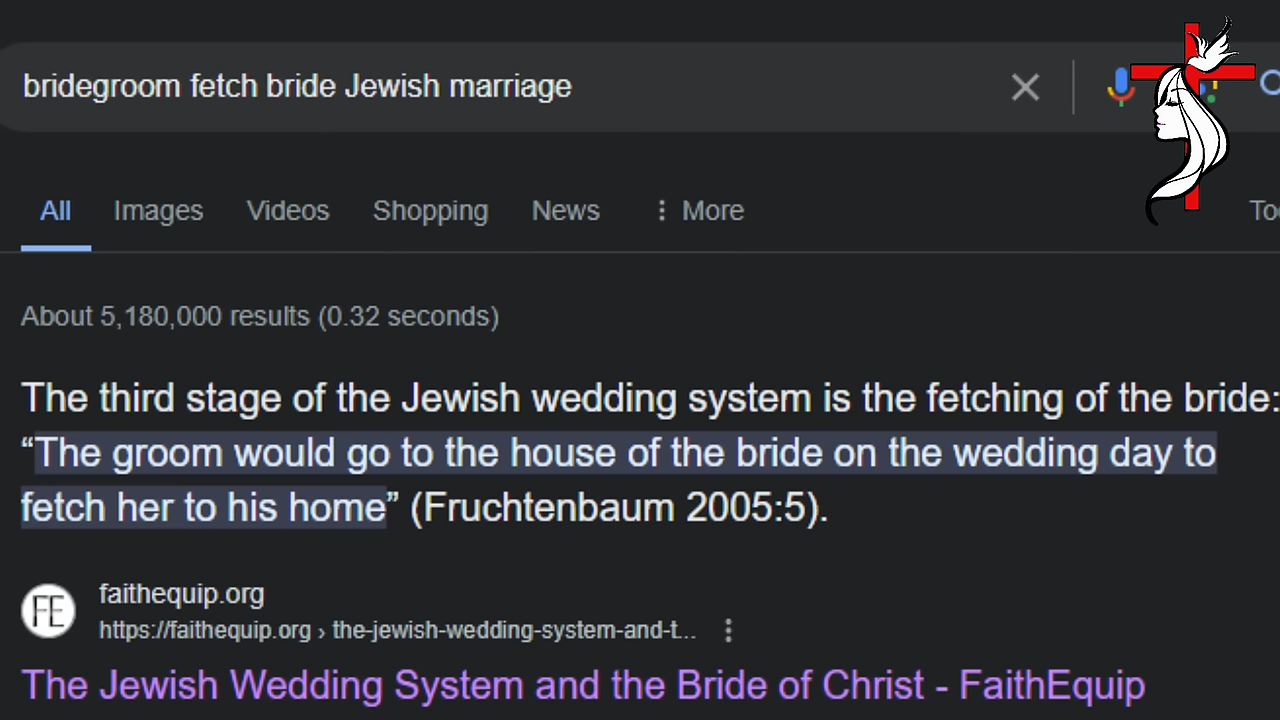 bridegroom fetch bride Jewish marriage
All Images Videos Shopping News More
About 5,180,000 results (0.32 seconds)
The third stage of the Jewish wedding system is the fetching of the bride:
“The groom would go to the house of the bride on the wedding day to
fetch her to his home” (Fruchtenbaum 2005:5).
FE
faithequip.org
https://faithequip.org › the-jewish-wedding-system-and-t...
The Jewish Wedding System and the Bride of Christ - FaithEquip